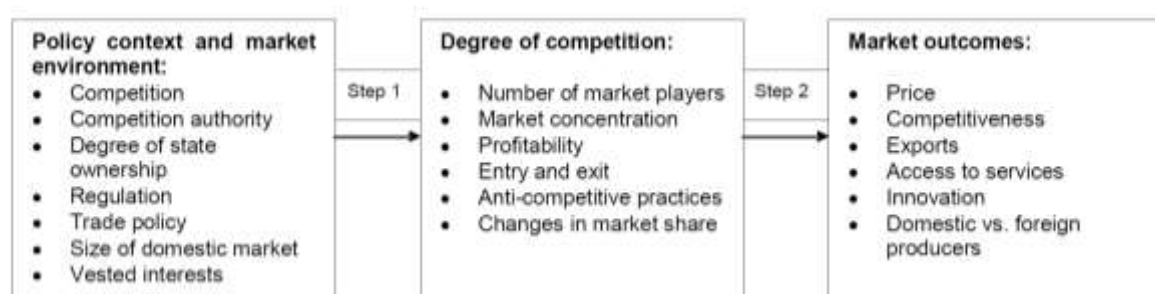 Policy context and market
environment:
• Competition
• Competition authority
• Degree of state
ownership
• Regulation
• Trade policy
• Size of domestic market
• Vested interests
Step 1
Degree of competition:
• Number of market players
• Market concentration
• Profitability
• Entry and exit
• Anti-competitive practices
• Changes in market share
Step 2
Market outcomes:
• Price
• Competitiveness
• Exports
• Access to services
• Innovation
• Domestic vs. foreign
producers